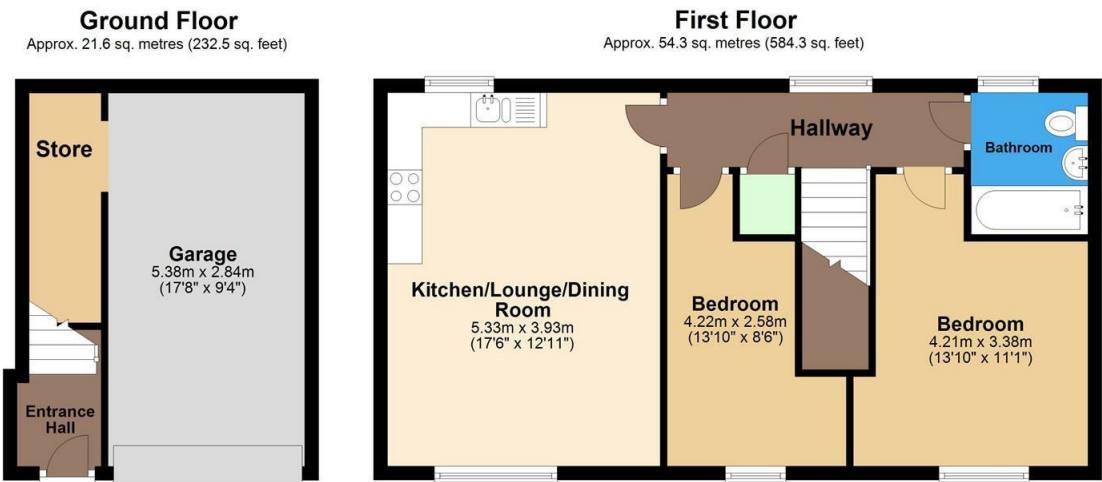 Ground Floor
Approx. 21.6 sq. metres (232.5 sq. feet)
Store
Garage
5.38m x 2.84m
(17'8" x 9'4")
Entrance
Hall
First Floor
Approx. 54.3 sq. metres (584.3 sq. feet)
Hallway
Bathroom
Kitchen/Lounge/Dining
Room
5.33m x 3.93m
(17'6" x 12'11")
Bedroom
4.22m x 2.58m
(13'10" x 8'6")
Bedroom
4.21m x 3.38m
(13'10" x 11'1")